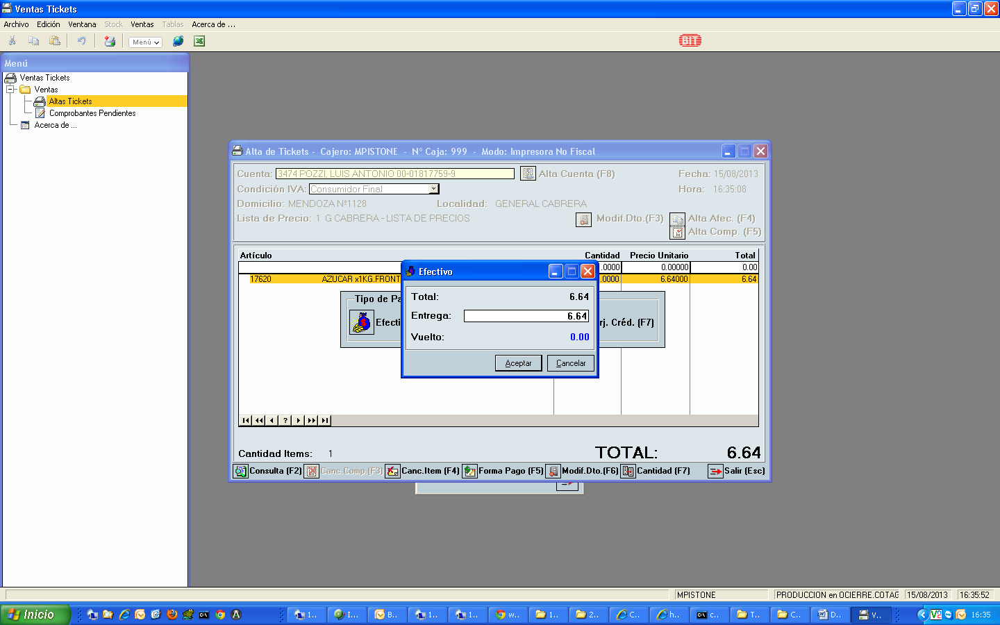 Ventas Tickets
Archivo Edición Ventana Stock Ventas Tablas Acerca de ...
Menú
Menú
Ventas Tickets
Ventas
Altas Tickets
Comprobantes Pendientes
Acerca de ...
Alta de Tickets - Cajero: MPISTONE - Nº Caja: 999 - Modo: Impresora No Fiscal
Cuenta: 3474 POZZI, LUIS ANTONIO 00-01817759-9 Alta Cuenta (F8) Fecha: 15/08/2013
Condición IVA: Consumidor Final Hora: 16:35:08
Domicilio: MENDOZA Nº1128 Localidad: GENERAL CABRERA
Lista de Precio: 1 G CABRERA - LISTA DE PRECIOS Modif.Dto.(F3) Alta Afec. (F4)
Alta Comp. (F5)
Artículo Cantidad Precio Unitario Total
.0000 0.00000 0.00
17620 AZUCAR x1KG.FRONT .0000 6.64000 6.64
Efectivo
Total: 6.64
Entrega: 6.64
Vuelto: 0.00
Aceptar Cancelar
Tipo de Pa
Efecti rj. Créd. (F7)
Cantidad Items: 1 TOTAL: 6.64
Consulta (F2) Canc.Comp.(F3) Canc.Item (F4) Forma Pago (F5) Modif.Dto.(F6) Cantidad (F7) Salir (Esc)
MPISTONE PRODUCCION en OCIERRE.COTAG 15/08/2013 16:35:52
Inicio 1.. I... B... 1.. 1.. w... 1.. 2... C... h... c... T... C... D... V... 16:35